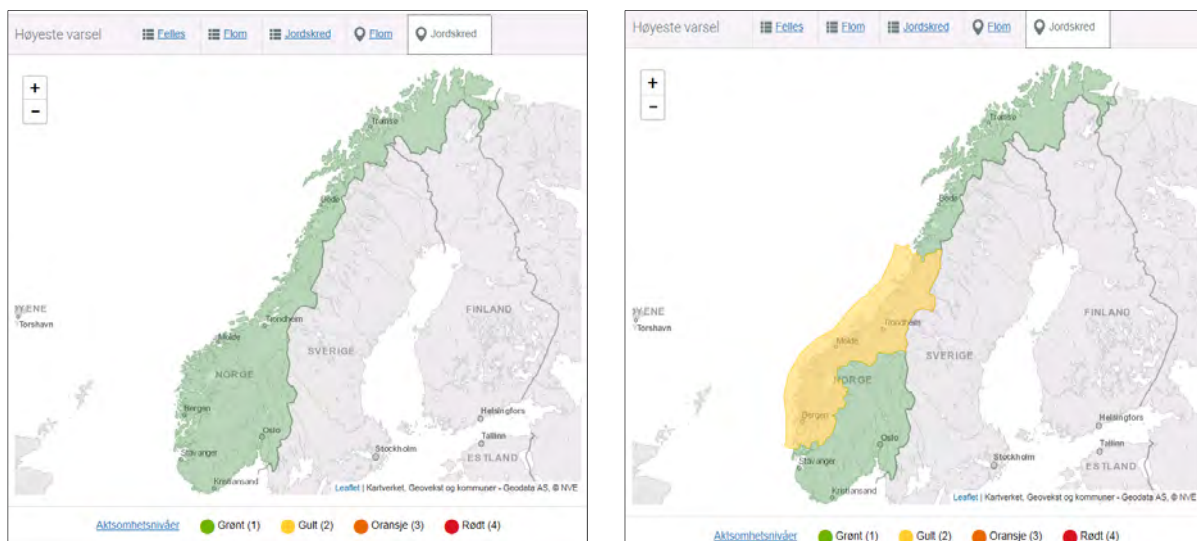 Høyeste varsel Felles Flom Jordskred Flom Jordskred
+
−
Tromsø
Bodø
ØYENE
Torshavn
FINLAND
Trondheim
Molde
SVERIGE
NORGE
Bergen
Helsingfors
Oslo
Tallinn
Stockholm
Stavanger
ESTLAND
Kristiansand
Leaflet | Kartverket, Geovekst og kommuner - Geodata AS, © NVE
Aktsomhetsnivåer Grønt (1) Gult (2) Oransje (3) Rødt (4)
Høyeste varsel Felles Flom Jordskred Flom Jordskred
+
−
Tromsø
Bodø
ØYENE
Torshavn
FINLAND
Trondheim
Molde
SVERIGE
NORGE
Bergen
Helsingfors
Oslo
Tallinn
Stockholm
Stavanger
ESTLAND
Kristiansand
Leaflet | Kartverket, Geovekst og kommuner - Geodata AS, © NVE
Aktsomhetsnivåer Grønt (1) Gult (2) Oransje (3) Rødt (4)